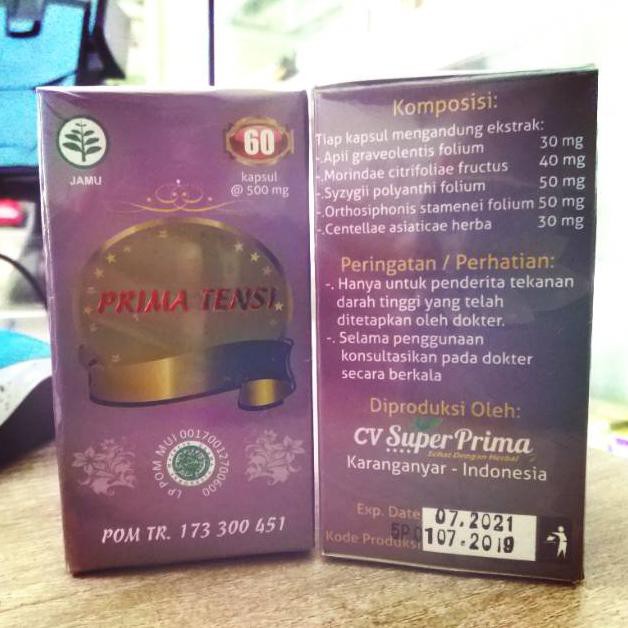 JAMU
60
kapsul
@ 500 mg
PRIMA TENSI
LP POM MUI 00170012700600
POM TR. 173 300 451
Komposisi:
Tiap kapsul mengandung ekstrak:
-.Apii graveolentis folium 30 mg
-.Morindae citrifoliae fructus 40 mg
-.Syzygii polyanthi folium 50 mg
-.Orthosiphonis stamenei folium 50 mg
-.Centellae asiaticae herba 30 mg
Peringatan / Perhatian:
-. Hanya untuk penderita tekanan
darah tinggi yang telah
ditetapkan oleh dokter.
-. Selama penggunaan
konsultasikan pada dokter
secara berkala
Diproduksi Oleh:
CV SuperPrima
Sehat Dengan Herbal
Karanganyar - Indonesia
Exp. Date 07.2021
Kode Produksi 107.2019